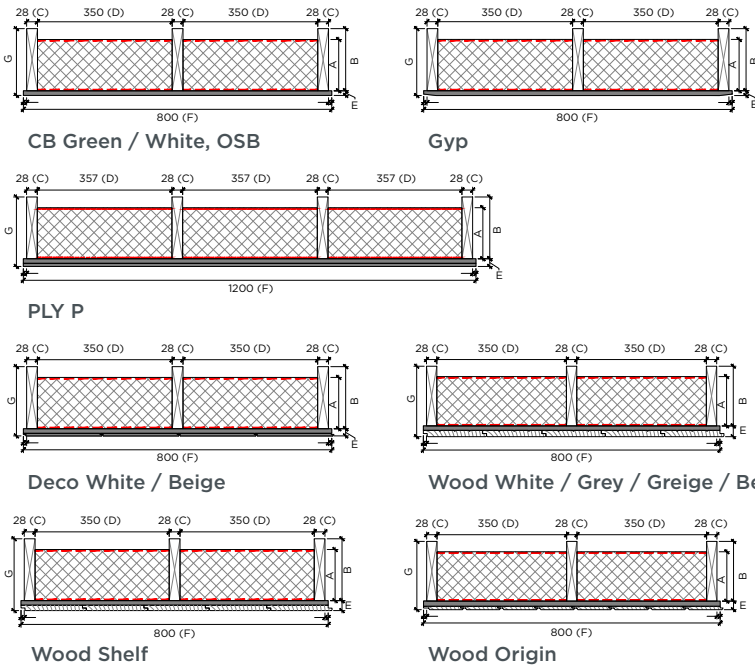 28 (C) 350 (D) 28 (C) 350 (D) 28 (C)
G A B E
800 (F)
CB Green / White, OSB
28 (C) 350 (D) 28 (C) 350 (D) 28 (C)
G A B E
800 (F)
Gyp
28 (C) 357 (D) 28 (C) 357 (D) 28 (C) 357 (D) 28 (C)
G A B E
1200 (F)
PLY P
28 (C) 350 (D) 28 (C) 350 (D) 28 (C)
G A B E
800 (F)
Deco White / Beige
28 (C) 350 (D) 28 (C) 350 (D) 28 (C)
G A B E
800 (F)
Wood White / Grey / Greige / Be
28 (C) 350 (D) 28 (C) 350 (D) 28 (C)
G A B E
800 (F)
Wood Shelf
28 (C) 350 (D) 28 (C) 350 (D) 28 (C)
G A B E
800 (F)
Wood Origin